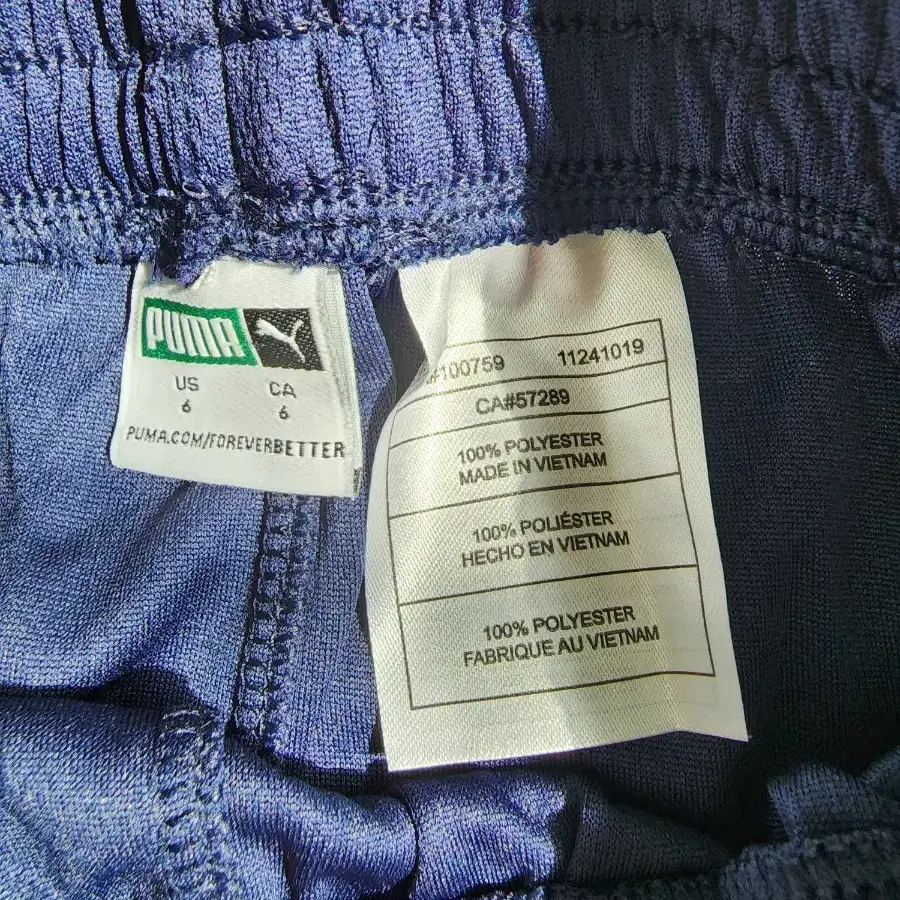 PUMA
US CA
6 6
PUMA.COM/FOREVERBETTER
#100759 11241019
CA#57289
100% POLYESTER
MADE IN VIETNAM
100% POLIÉSTER
HECHO EN VIETNAM
100% POLYESTER
FABRIQUE AU VIETNAM